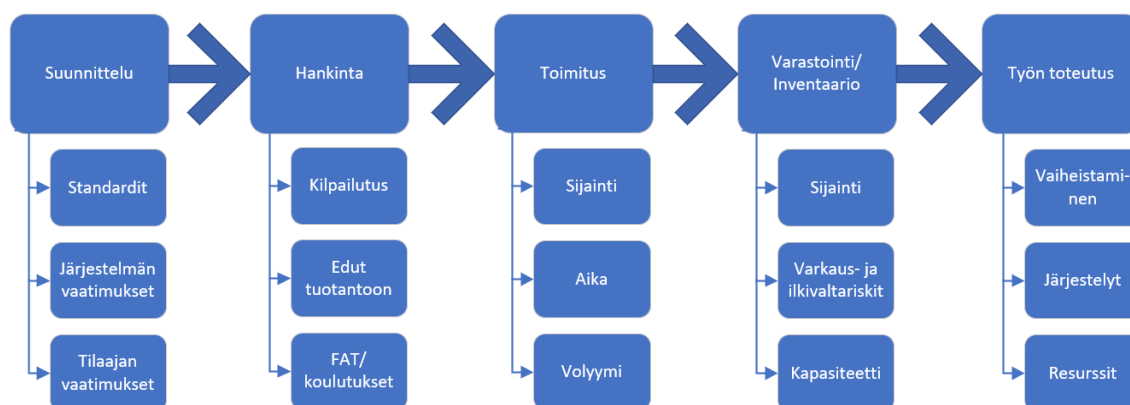 Suunnittelu
Hankinta
Toimitus
Varastointi/
Inventaario
Työn toteutus
Standardit
Järjestelmän
vaatimukset
Tilaajan
vaatimukset
Kilpailutus
Edut
tuotantoon
FAT/
koulutukset
Sijainti
Aika
Volyymi
Sijainti
Varkaus- ja
ilkivaltariskit
Kapasiteetti
Vaiheistami-
nen
Järjestelyt
Resurssit